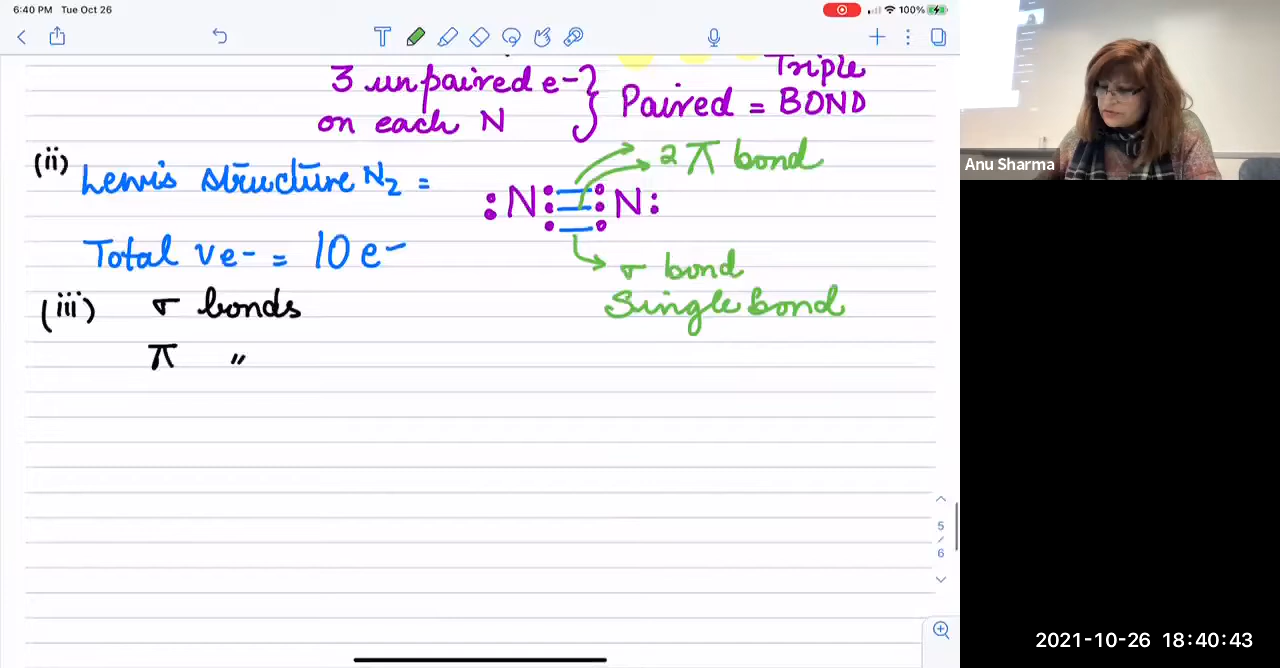 6:40 PM Tue Oct 26
100%
Triple
3 unpaired e-
Paired = BOND
on each N
(ii) Lewis structure N2 =
2 π bond
:N≡N:
Total ve- = 10 e-
σ bond
Single bond
(iii) σ bonds
π "
Anu Sharma
5
/
6
2021-10-26 18:40:43